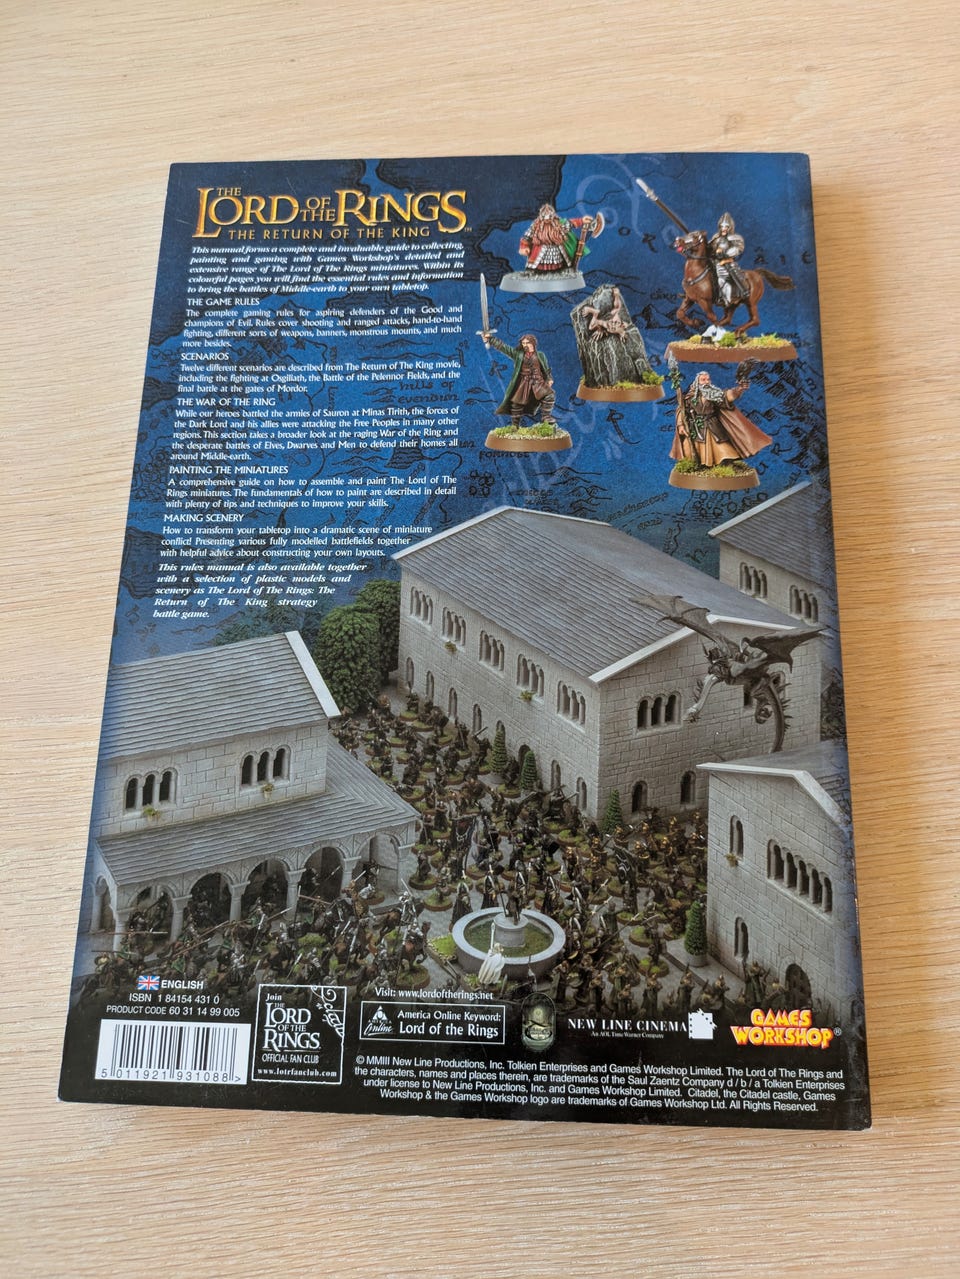 THE
LORD OF THE RINGS™
THE RETURN OF THE KING
This manual forms a complete and invaluable guide to collecting,
painting and gaming with Games Workshop's detailed and
extensive range of The Lord of The Rings miniatures. Within its
colourful pages you will find the essential rules and information
to bring the battles of Middle-earth to your own tabletop.
THE GAME RULES
The complete gaming rules for aspiring defenders of the Good and
champions of Evil. Rules cover shooting and ranged attacks, hand-to-hand
fighting, different sorts of weapons, banners, monstrous mounts, and much
more besides.
SCENARIOS
Twelve different scenarios are described from The Return of The King movie,
including the fighting at Osgiliath, the Battle of the Pelennor Fields, and the
final battle at the gates of Mordor.
THE WAR OF THE RING
While our heroes battled the armies of Sauron at Minas Tirith, the forces of
the Dark Lord and his allies were attacking the Free Peoples in many other
regions. This section takes a broader look at the raging War of the Ring and
the desperate battles of Elves, Dwarves and Men to defend their homes all
around Middle-earth.
PAINTING THE MINIATURES
A comprehensive guide on how to assemble and paint The Lord of The
Rings miniatures. The fundamentals of how to paint are described in detail
with plenty of tips and techniques to improve your skills.
MAKING SCENERY
How to transform your tabletop into a dramatic scene of miniature
conflict! Presenting various fully modelled battlefields together
with helpful advice about constructing your own layouts.
This rules manual is also available together
with a selection of plastic models and
scenery as The Lord of The Rings: The
Return of The King strategy
battle game.
ENGLISH
ISBN 1 84154 431 0
PRODUCT CODE 60 31 14 99 005
5 011921 931088 >
Join
THE
LORD
OF THE
RINGS
OFFICIAL FAN CLUB
www.lotrfanclub.com
Visit: www.lordoftherings.net
America Online Keyword:
Lord of the Rings
NEW LINE CINEMA
An AOL Time Warner Company
GAMES
WORKSHOP®
© MMIII New Line Productions, Inc. Tolkien Enterprises and Games Workshop Limited. The Lord of The Rings and
the characters, names and places therein, are trademarks of the Saul Zaentz Company d / b / a Tolkien Enterprises
under license to New Line Productions, Inc. and Games Workshop Limited. Citadel, the Citadel castle, Games
Workshop & the Games Workshop logo are trademarks of Games Workshop Ltd. All Rights Reserved.